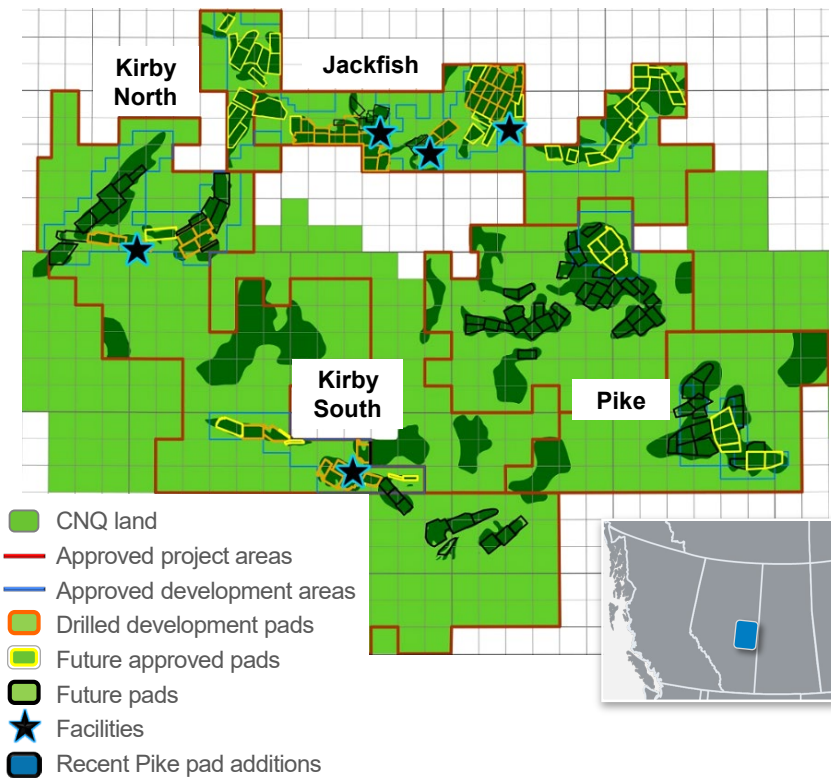 Kirby
North
Jackfish
Kirby
South
Pike
CNQ land
Approved project areas
Approved development areas
Drilled development pads
Future approved pads
Future pads
Facilities
Recent Pike pad additions